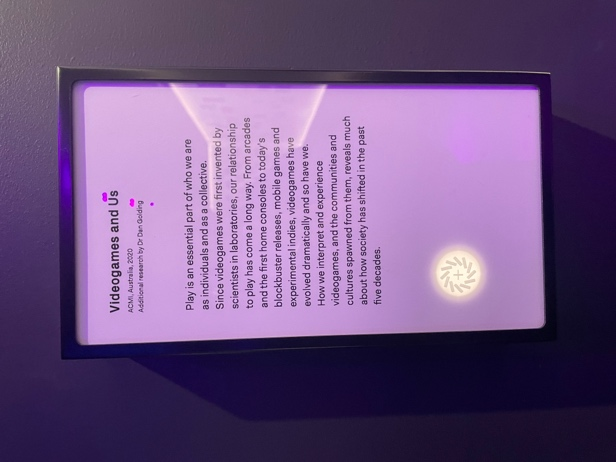 Videogames and Us
ACMI, Australia, 2020
Additional research by Dr Dan Golding
Play is an essential part of who we are
as individuals and as a collective.
Since videogames were first invented by
scientists in laboratories, our relationship
to play has come a long way. From arcades
and the first home consoles to today's
blockbuster releases, mobile games and
experimental indies, videogames have
evolved dramatically and so have we.
How we interpret and experience
videogames, and the communities and
cultures spawned from them, reveals much
about how society has shifted in the past
five decades.